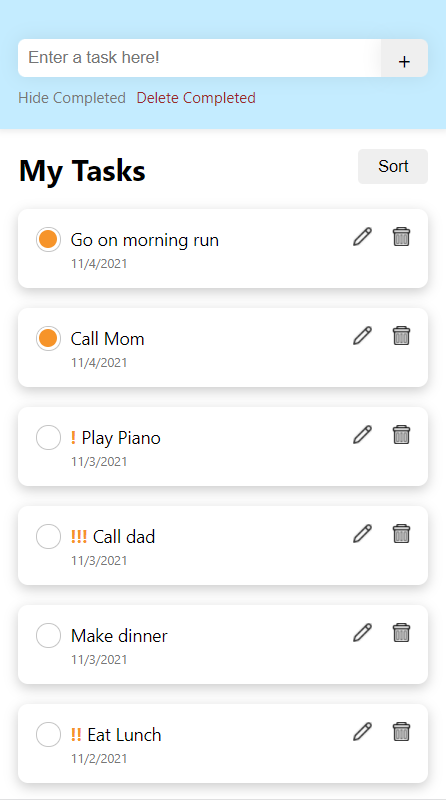 Enter a task here!
+
Hide Completed Delete Completed
My Tasks
Sort
Go on morning run
11/4/2021
Call Mom
11/4/2021
! Play Piano
11/3/2021
!!! Call dad
11/3/2021
Make dinner
11/3/2021
!! Eat Lunch
11/2/2021